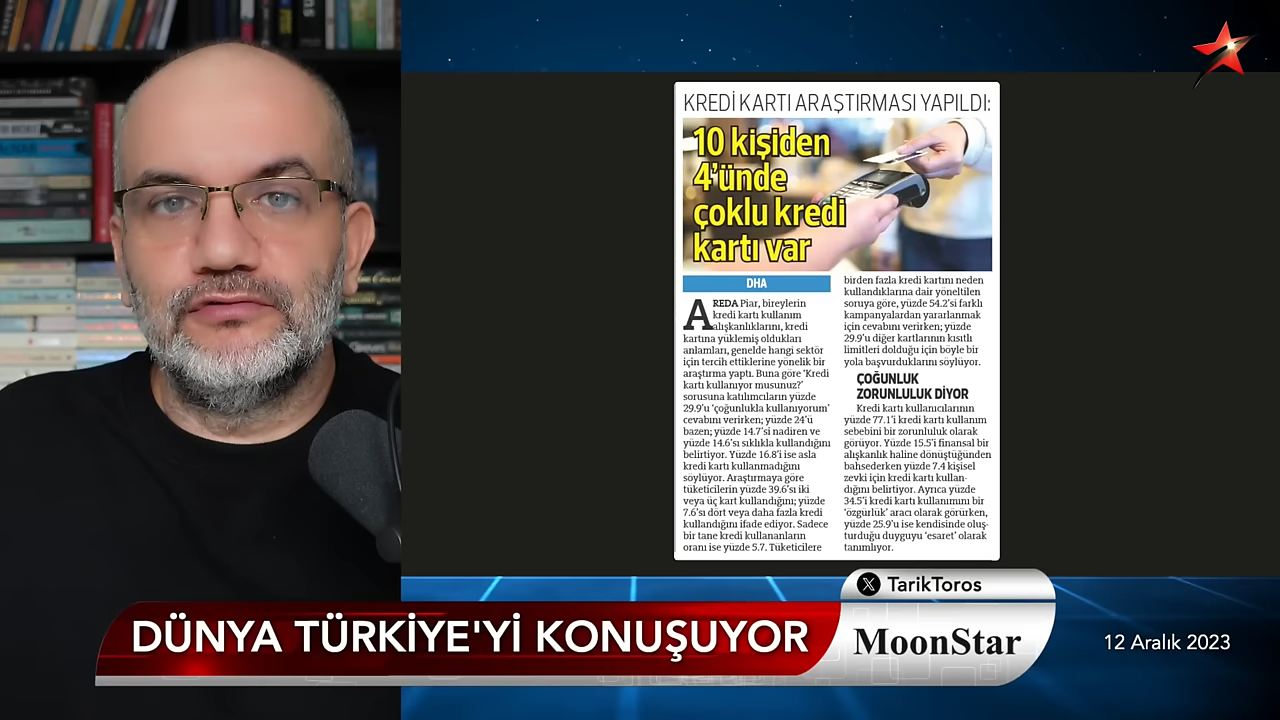 KREDİ KARTI ARAŞTIRMASI YAPILDI:
10 kişiden
4'ünde
çoklu kredi
kartı var
DHA
AREDA Piar, bireylerin
kredi kartı kullanım
alışkanlıklarını, kredi
kartına yüklemiş oldukları
anlamları, genelde hangi sektör
için tercih ettiklerine yönelik bir
araştırma yaptı. Buna göre 'Kredi
kartı kullanıyor musunuz?'
sorusuna katılımcıların yüzde
29.9'u 'çoğunlukla kullanıyorum'
cevabını verirken; yüzde 24'ü
bazen; yüzde 14.7'si nadiren ve
yüzde 14.6'sı sıklıkla kullandığını
belirtiyor. Yüzde 16.8'i ise asla
kredi kartı kullanmadığını
söylüyor. Araştırmaya göre
tüketicilerin yüzde 39.6'sı iki
veya üç kart kullandığını; yüzde
7.6'sı dört veya daha fazla kredi
kullandığını ifade ediyor. Sadece
bir tane kredi kullananların
oranı ise yüzde 5.7. Tüketicilere
birden fazla kredi kartını neden
kullandıklarına dair yöneltilen
soruya göre, yüzde 54.2'si farklı
kampanyalardan yararlanmak
için cevabını verirken; yüzde
29.9'u diğer kartlarının kısıtlı
limitleri dolduğu için böyle bir
yola başvurduklarını söylüyor.
ÇOĞUNLUK
ZORUNLULUK DİYOR
Kredi kartı kullanıcılarının
yüzde 77.1'i kredi kartı kullanım
sebebini bir zorunluluk olarak
görüyor. Yüzde 15.5'i finansal bir
alışkanlık haline dönüştüğünden
bahsederken yüzde 7.4 kişisel
zevki için kredi kartı kullan-
dığını belirtiyor. Ayrıca yüzde
34.5'i kredi kartı kullanımını bir
'özgürlük' aracı olarak görürken,
yüzde 25.9'u ise kendisinde oluş-
turduğu duyguyu 'esaret' olarak
tanımlıyor.
TarikToros
DÜNYA TÜRKİYE'Yİ KONUŞUYOR
MoonStar
12 Aralık 2023